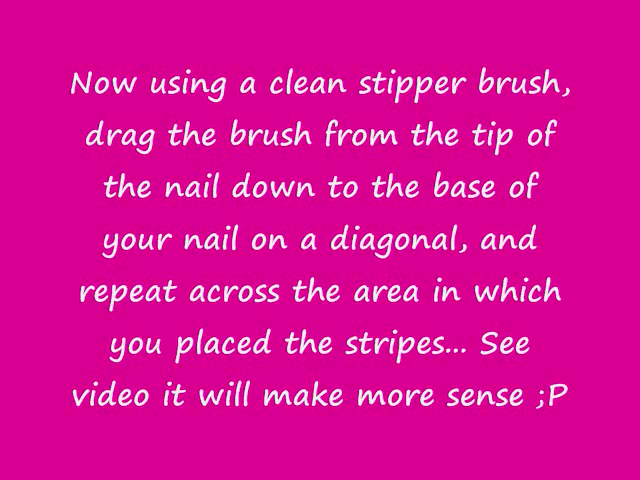 Now using a clean stipper brush,
drag the brush from the tip of
the nail down to the base of
your nail on a diagonal, and
repeat across the area in which
you placed the stripes... See
video it will make more sense ;P